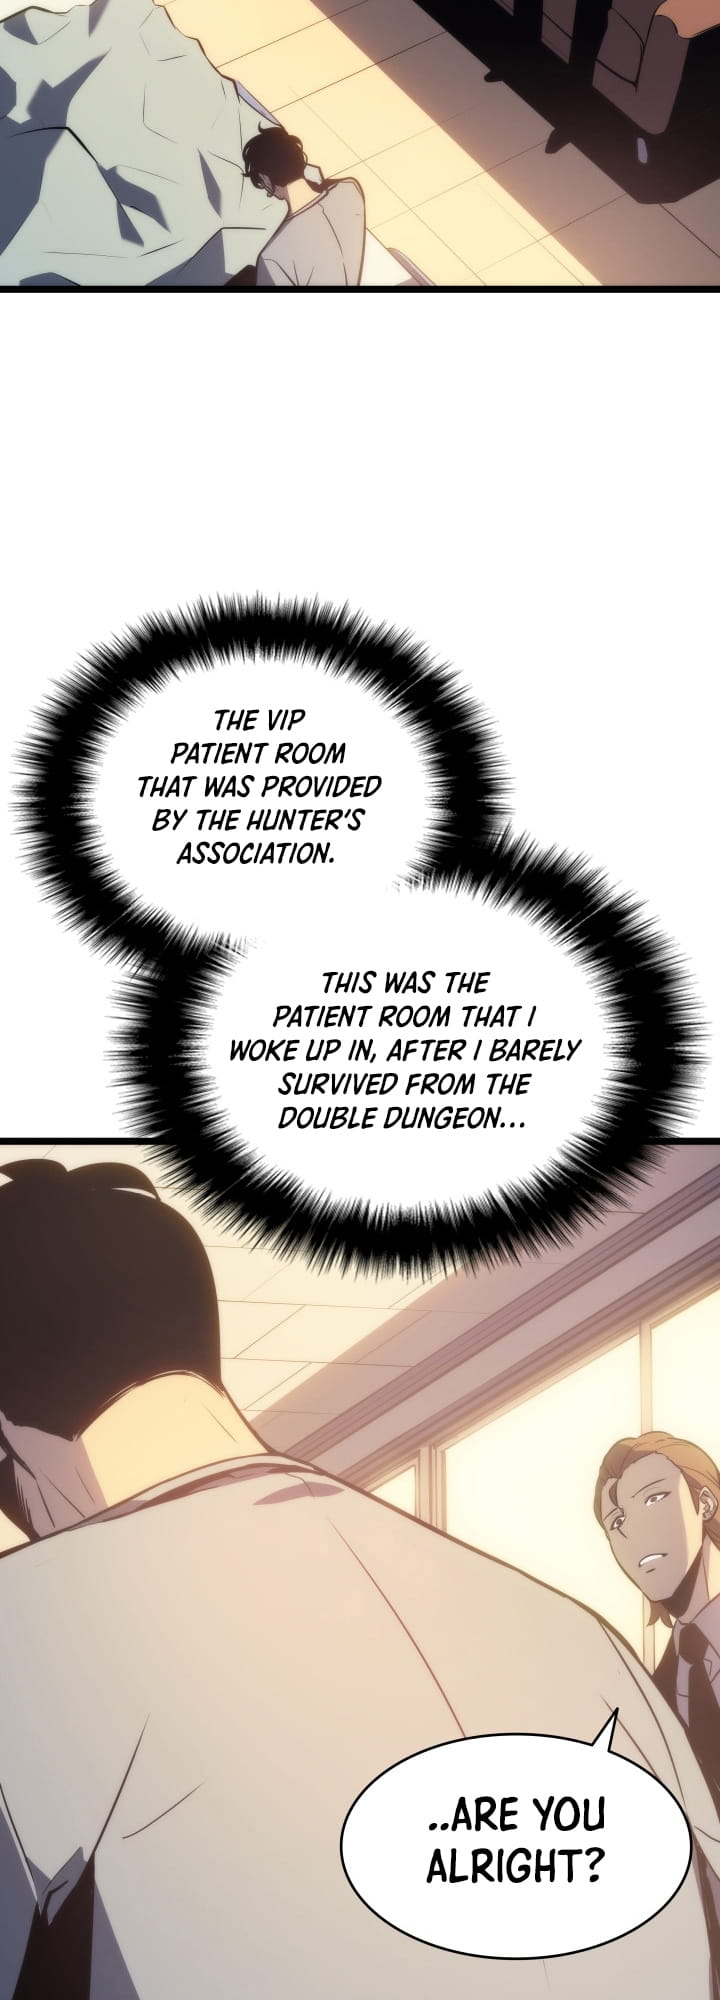 THE VIP
PATIENT ROOM
THAT WAS PROVIDED
BY THE HUNTER'S
ASSOCIATION.
THIS WAS THE
PATIENT ROOM THAT I
WOKE UP IN, AFTER I BARELY
SURVIVED FROM THE
DOUBLE DUNGEON...
..ARE YOU
ALRIGHT?